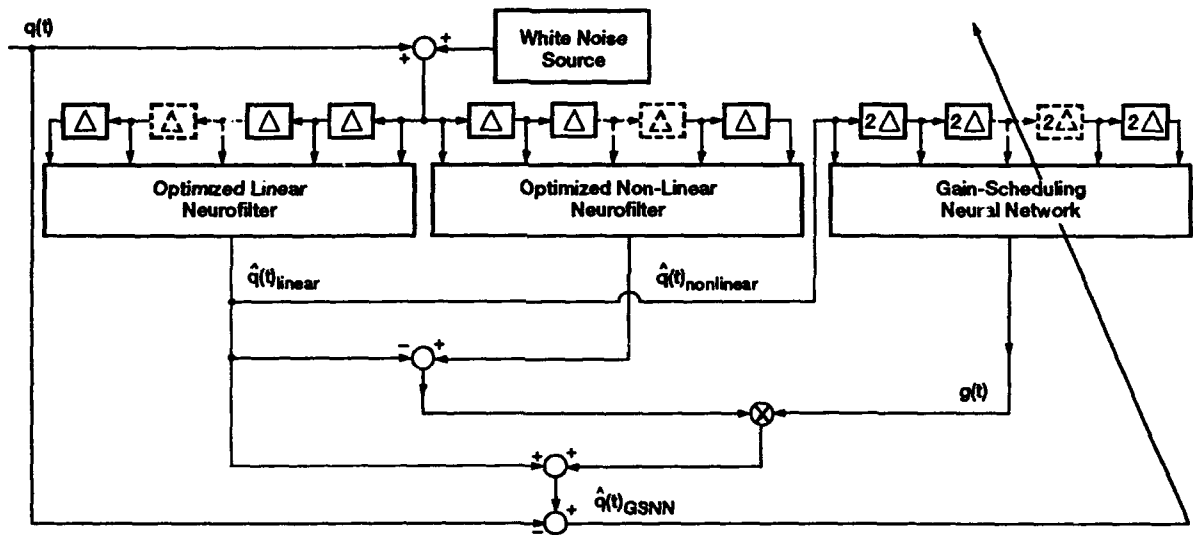 q(t)
+
+
White Noise
Source
Δ Δ Δ Δ Δ Δ Δ Δ 2Δ 2Δ 2Δ 2Δ
Optimized Linear
Neurofilter
Optimized Non-Linear
Neurofilter
Gain-Scheduling
Neural Network
q̂(t)linear
q̂(t)nonlinear
− +
g(t)
+ +
q̂(t)GSNN
− +